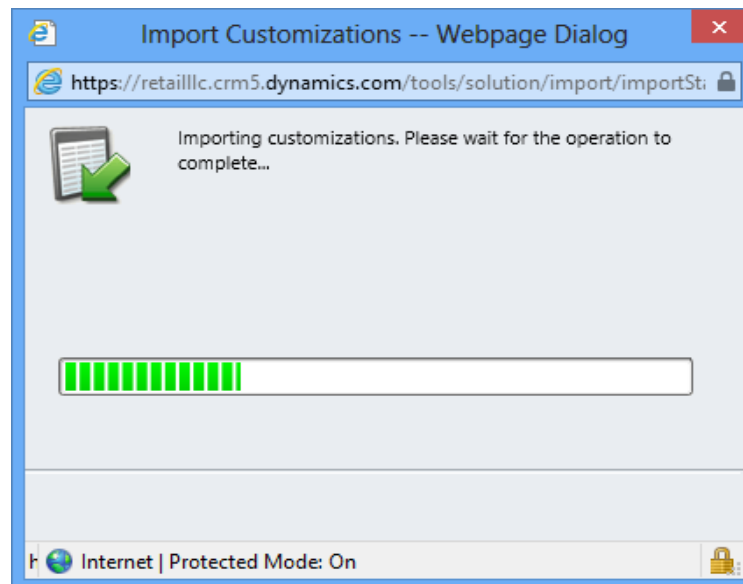 Import Customizations -- Webpage Dialog
https://retailllc.crm5.dynamics.com/tools/solution/import/importSt
Importing customizations. Please wait for the operation to
complete...
Internet | Protected Mode: On